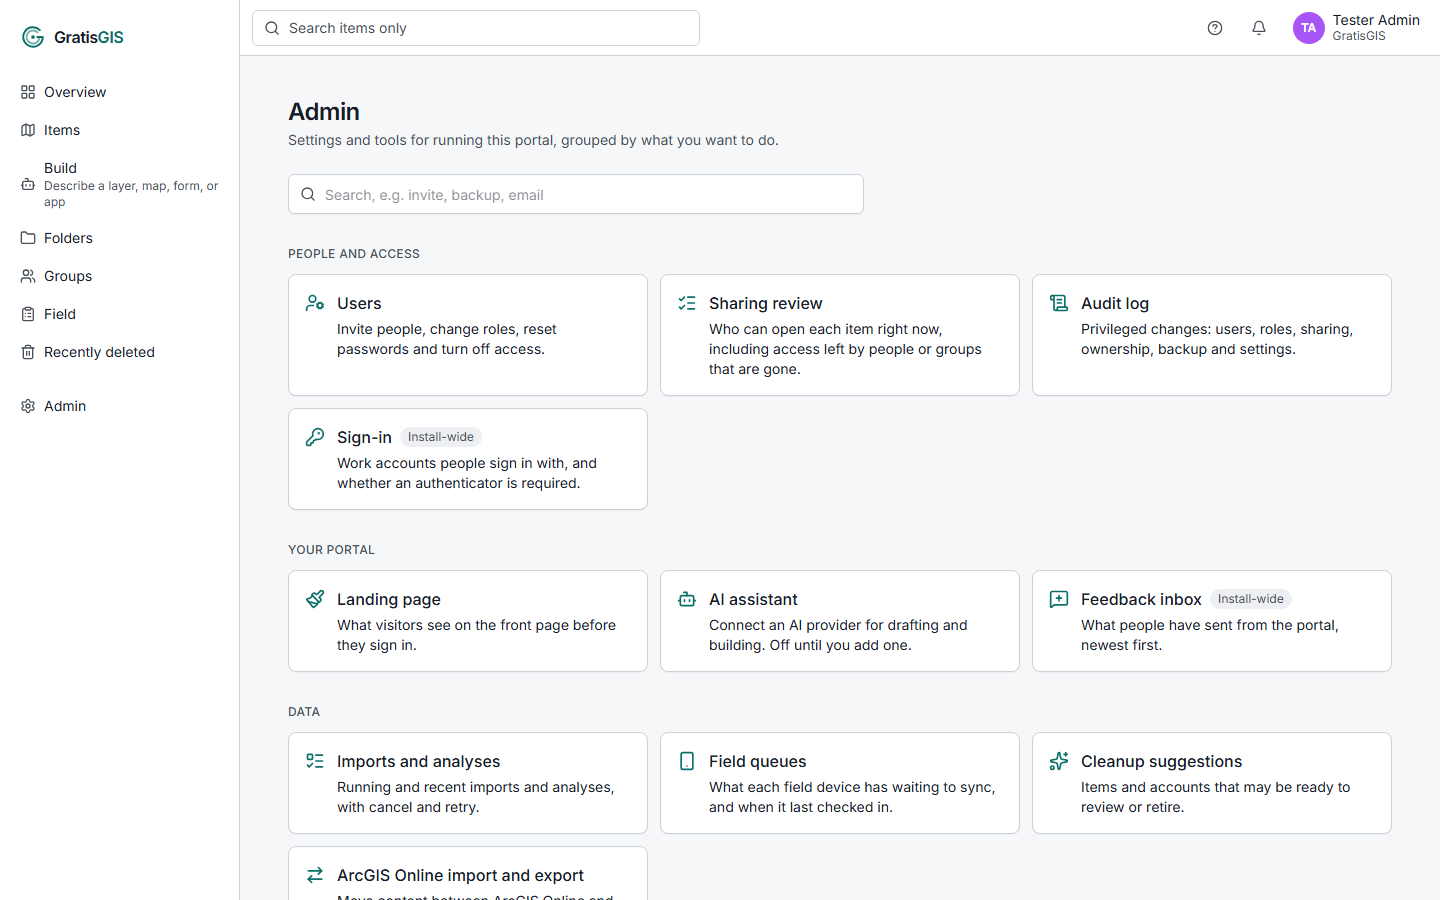 GratisGIS
Search items only
TA
Tester Admin
GratisGIS
Overview
Items
Build
Describe a layer, map, form, or
app
Folders
Groups
Field
Recently deleted
Admin
Admin
Settings and tools for running this portal, grouped by what you want to do.
Search, e.g. invite, backup, email
PEOPLE AND ACCESS
Users
Invite people, change roles, reset
passwords and turn off access.
Sharing review
Who can open each item right now,
including access left by people or groups
that are gone.
Audit log
Privileged changes: users, roles, sharing,
ownership, backup and settings.
Sign-in Install-wide
Work accounts people sign in with, and
whether an authenticator is required.
YOUR PORTAL
Landing page
What visitors see on the front page before
they sign in.
AI assistant
Connect an AI provider for drafting and
building. Off until you add one.
Feedback inbox Install-wide
What people have sent from the portal,
newest first.
DATA
Imports and analyses
Running and recent imports and analyses,
with cancel and retry.
Field queues
What each field device has waiting to sync,
and when it last checked in.
Cleanup suggestions
Items and accounts that may be ready to
review or retire.
ArcGIS Online import and export
Move content between ArcGIS Online and